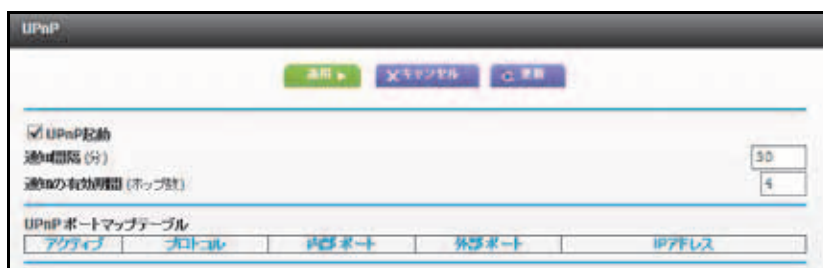 UPnP
適用 キャンセル 更新
UPnP起動
通知間隔 (分) 30
通知の有効期間 (ホップ数) 4
UPnP ポートマップテーブル
アクティブ プロトコル 内部 ポート 外部 ポート IPアドレス